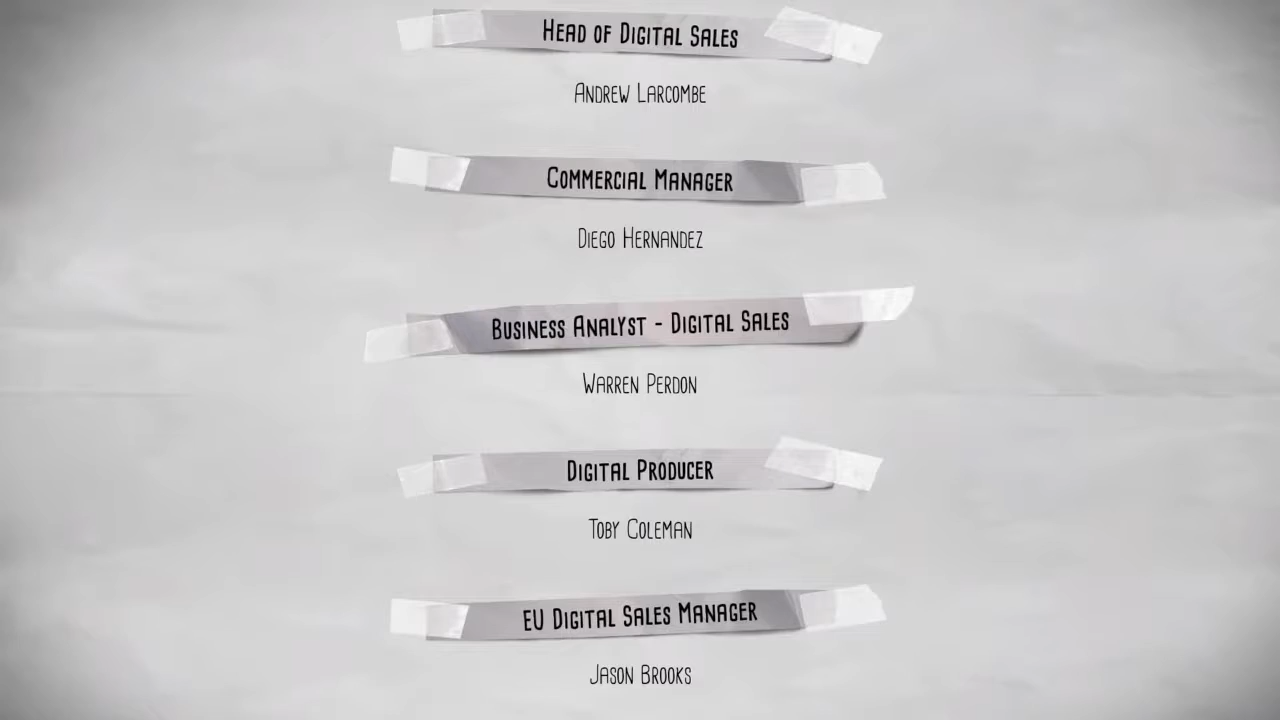 Head of Digital Sales
Andrew Larcombe
Commercial Manager
Diego Hernandez
Business Analyst - Digital Sales
Warren Perdon
Digital Producer
Toby Coleman
EU Digital Sales Manager
Jason Brooks